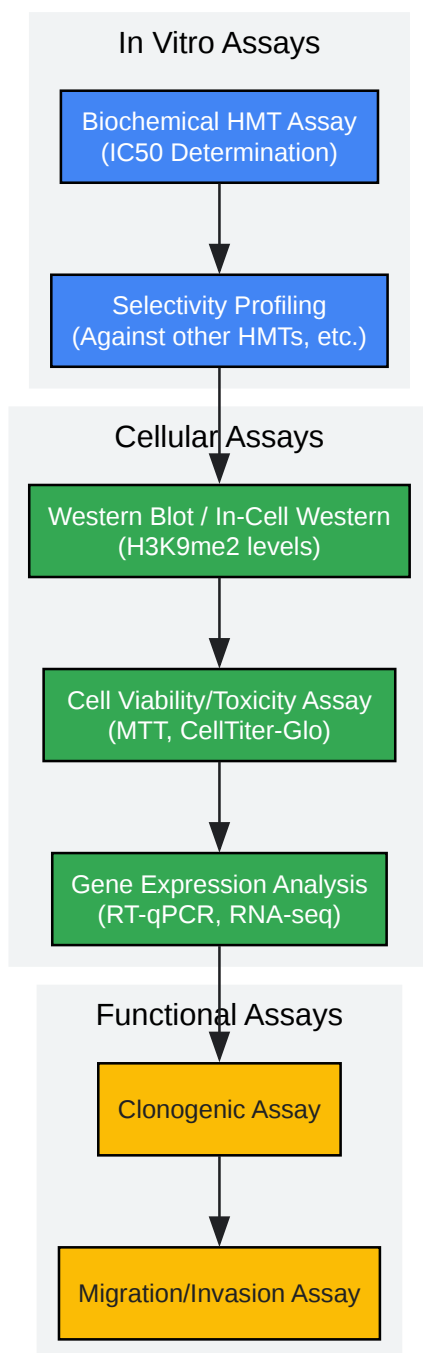 In Vitro Assays
Biochemical HMT Assay
(IC50 Determination)
Selectivity Profiling
(Against other HMTs, etc.)
Cellular Assays
Western Blot / In-Cell Western
(H3K9me2 levels)
Cell Viability/Toxicity Assay
(MTT, CellTiter-Glo)
Gene Expression Analysis
(RT-qPCR, RNA-seq)
Functional Assays
Clonogenic Assay
Migration/Invasion Assay